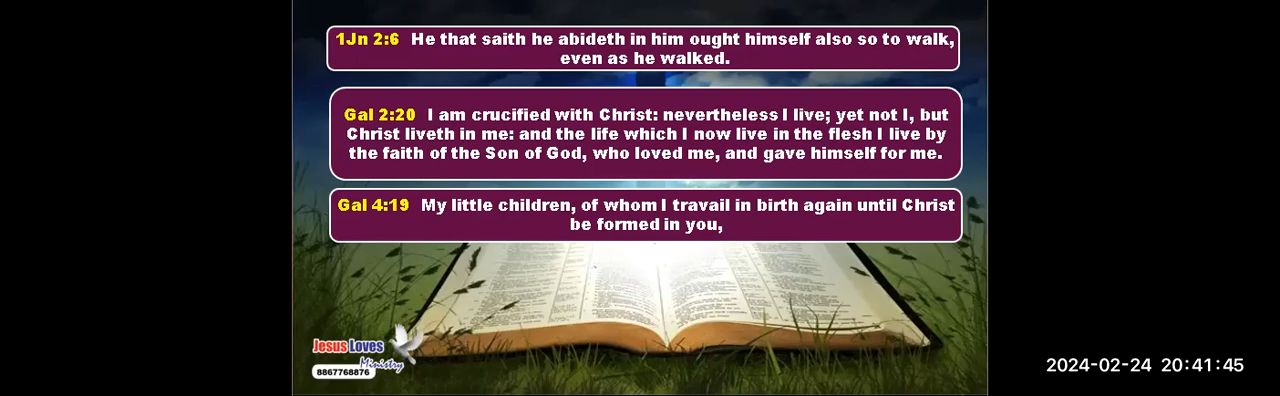 1Jn 2:6 He that saith he abideth in him ought himself also so to walk,
even as he walked.
Gal 2:20 I am crucified with Christ: nevertheless I live; yet not I, but
Christ liveth in me: and the life which I now live in the flesh I live by
the faith of the Son of God, who loved me, and gave himself for me.
Gal 4:19 My little children, of whom I travail in birth again until Christ
be formed in you,
Jesus Loves
Ministry
8867768876
2024-02-24 20:41:45